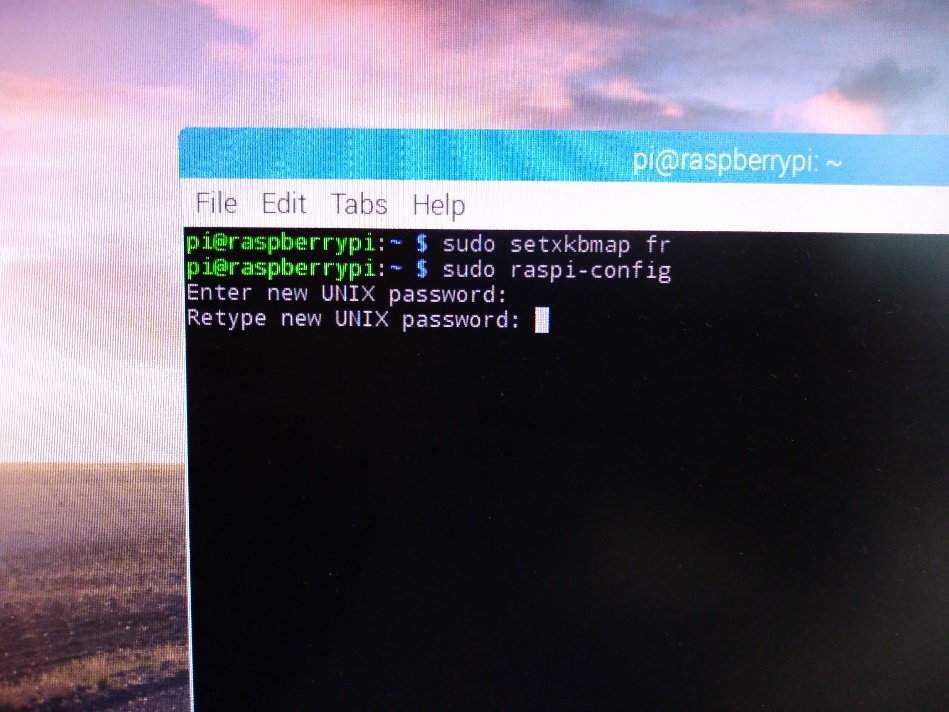 pi@raspberrypi: ~
File Edit Tabs Help
pi@raspberrypi:~ $ sudo setxkbmap fr
pi@raspberrypi:~ $ sudo raspi-config
Enter new UNIX password:
Retype new UNIX password: